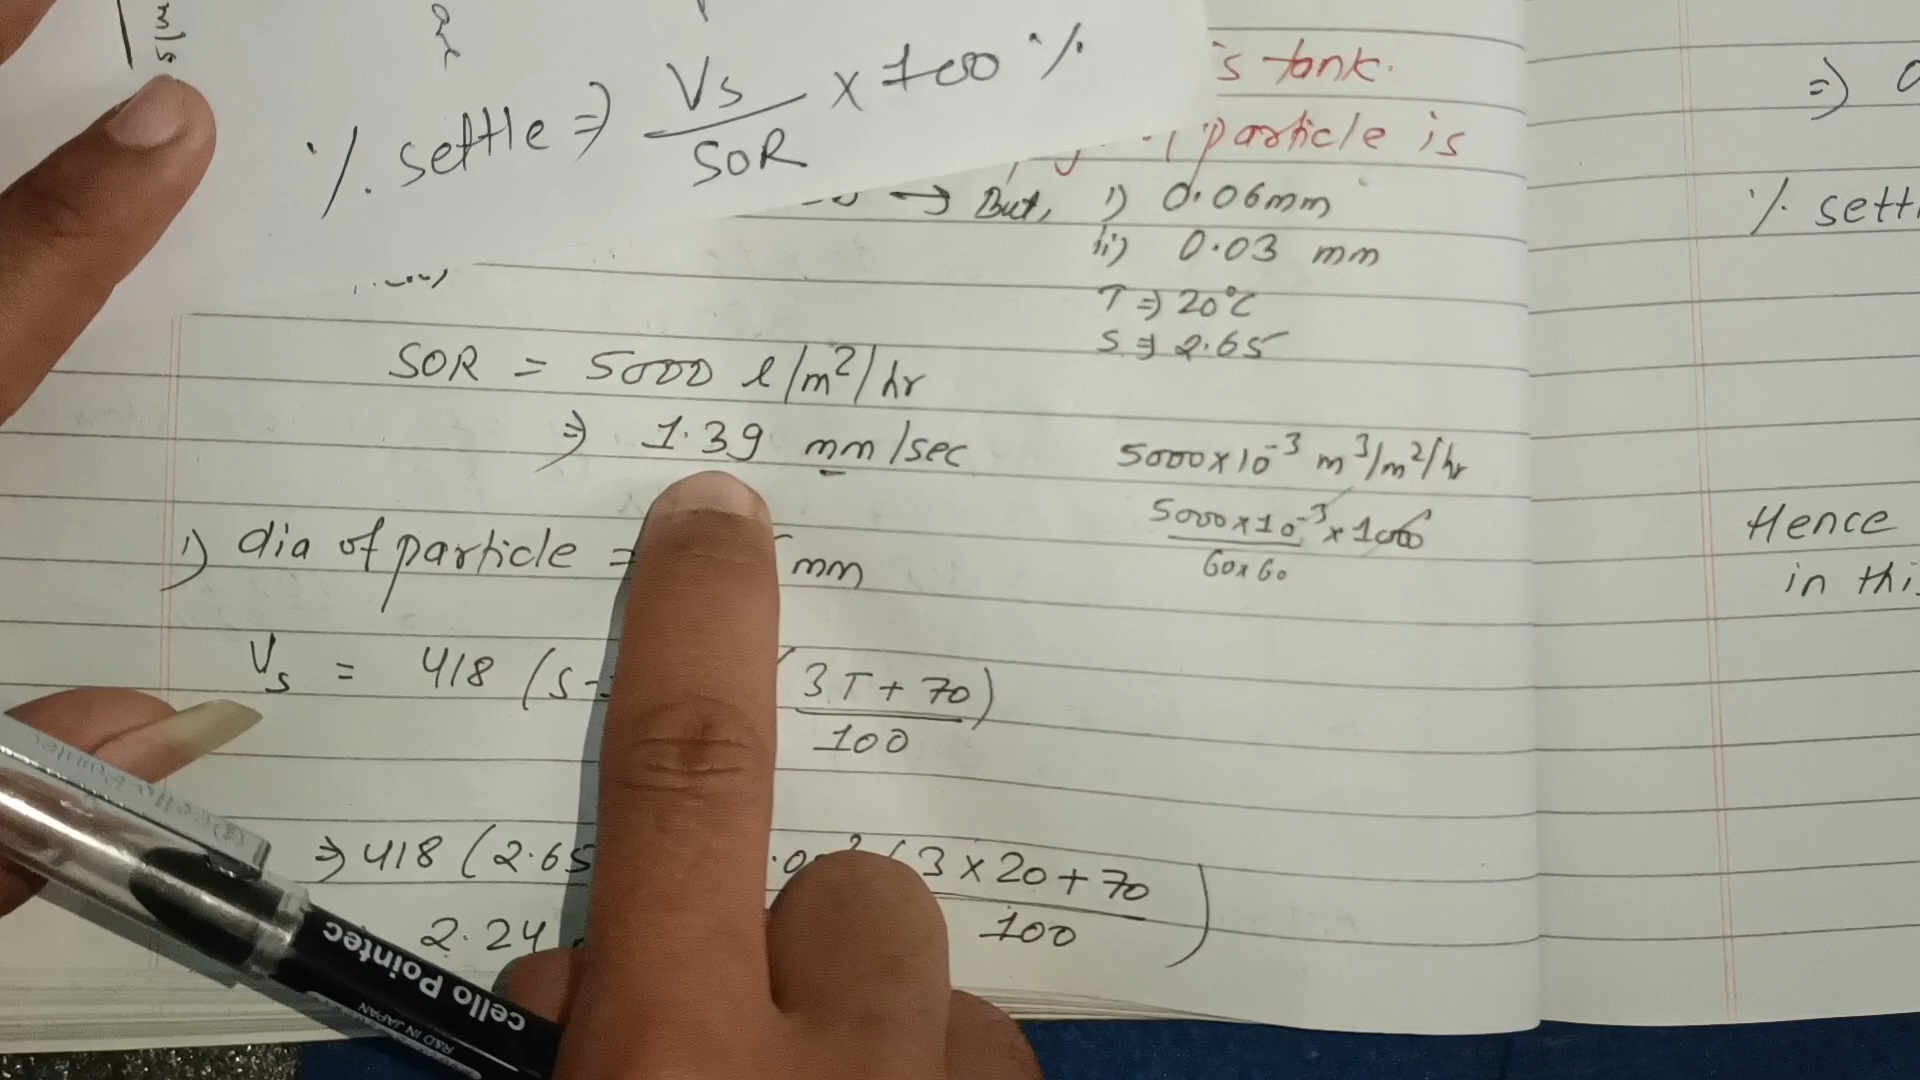 m/s
% settle ⇒ Vs/SOR × 100 %
is tank.
particle is
→ But, i) 0.06mm
ii) 0.03 mm
T ⇒ 20°C
S ⇒ 2.65
SOR = 5000 l/m²/hr
⇒ 1.39 mm/sec
5000×10⁻³ m³/m²/hr
5000×10⁻³ × 1000
60×60
i) dia of particle = mm
Vs = 418 (S- (3T + 70)
100
⇒ 418 (2.65 (3 × 20 + 70)
100
2.24
⇒
% sett
Hence
in this
cello Pointec
R&D IN JAPAN